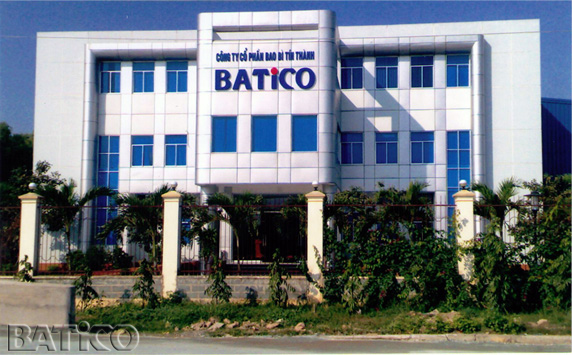 CÔNG TY CỔ PHẦN BAO BÌ TÍN THÀNH
BATiCO
BATiCO